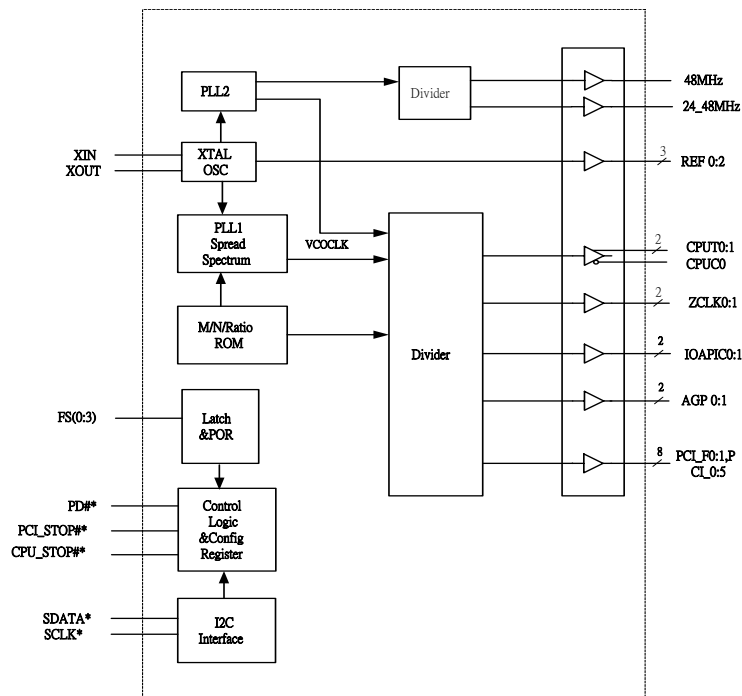 PLL2
Divider
48MHz
24_48MHz
XIN
XOUT
XTAL
OSC
3
REF 0:2
PLL1
Spread
Spectrum
VCOCLK
2
CPUT0:1
CPUC0
2
ZCLK0:1
M/N/Ratio
ROM
Divider
2
IOAPIC0:1
2
AGP 0:1
FS(0:3)
Latch
&POR
8
PCI_F0:1,P
CI_0:5
PD#*
PCI_STOP#*
CPU_STOP#*
Control
Logic
&Config
Register
SDATA*
SCLK*
I2C
Interface